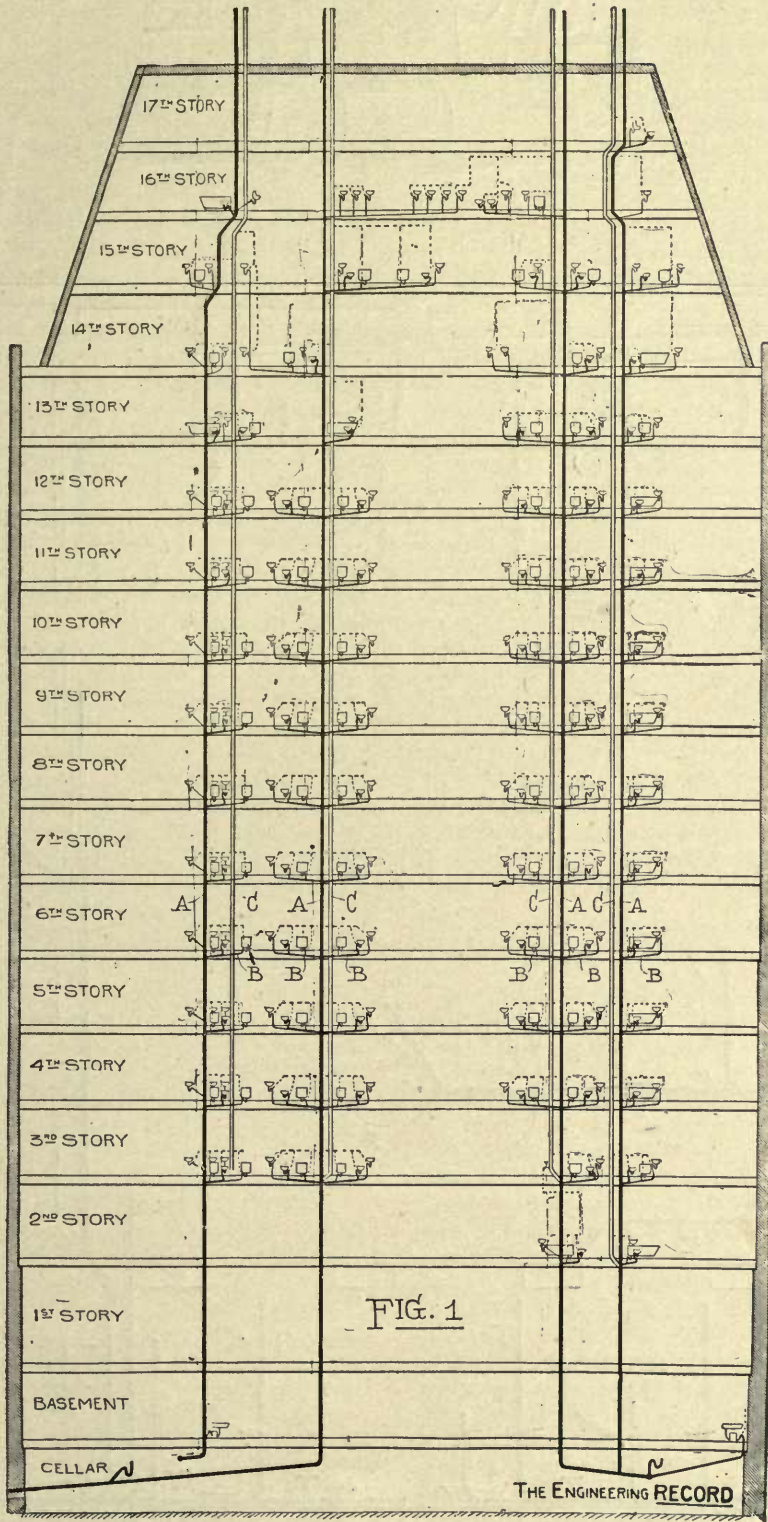 17TH STORY
16TH STORY
15TH STORY
14TH STORY
13TH STORY
12TH STORY
11TH STORY
10TH STORY
9TH STORY
8TH STORY
7TH STORY
A C A C C A C A
6TH STORY
B B B B B B
5TH STORY
4TH STORY
3RD STORY
2ND STORY
1ST STORY
FIG. 1
BASEMENT
CELLAR
THE ENGINEERING RECORD